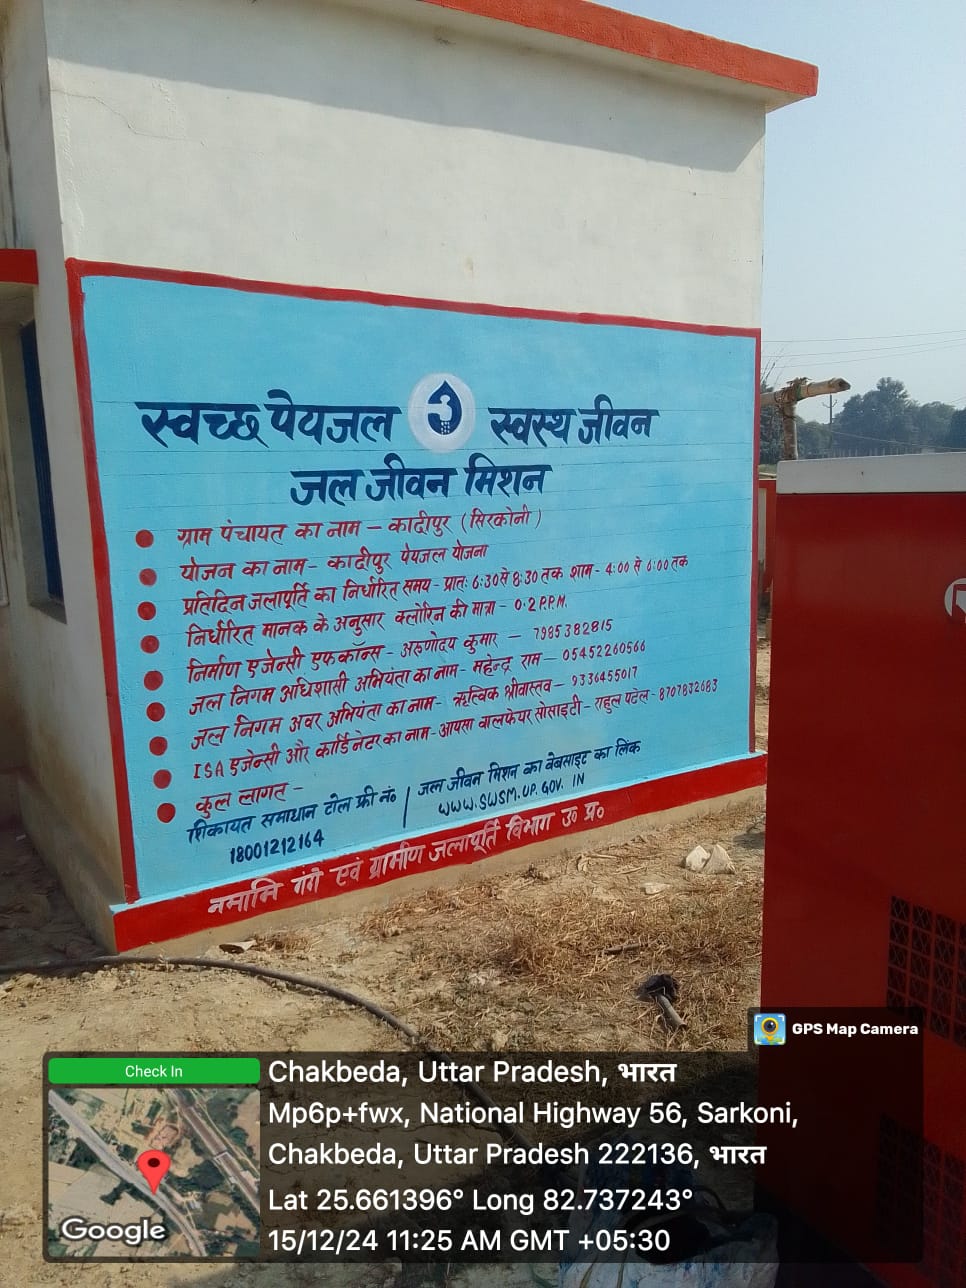 स्वच्छ पेयजल स्वस्थ जीवन
जल जीवन मिशन
ग्राम पंचायत का नाम – कादीपुर (सिरकोनी)
योजन का नाम- कादीपुर पेयजल योजना
प्रतिदिन जलापूर्ति का निर्धारित समय - प्रातः 6:30 से 8:30 तक शाम - 4:00 से 6:00 तक
निर्धारित मानक के अनुसार क्लोरिन की मात्रा - 0.2 P.P.M.
निर्माण एजेन्सी एफकॉन्स- अरुणोदय कुमार – 7985382815
जल निगम अधिशासी अभियंता का नाम- महेन्द्र राम – 05452260566
जल निगम अवर अभियंता का नाम- ऋत्विक श्रीवास्तव – 9336455017
ISA एजेन्सी और कार्डिनेटर का नाम- आपसा वालफेयर सोसाइटी - राहुल पटेल - 8707832683
कुल लागत -
शिकायत समाधान टोल फ्री नं०
18001212164
जल जीवन मिशन का वेबसाइट का लिंक
WWW.SWSM.UP.GOV.IN
नमामि गंगे एवं ग्रामीण जलापूर्ति विभाग उ० प्र०
GPS Map Camera
Check In
Chakbeda, Uttar Pradesh, भारत
Mp6p+fwx, National Highway 56, Sarkoni,
Chakbeda, Uttar Pradesh 222136, भारत
Lat 25.661396° Long 82.737243°
15/12/24 11:25 AM GMT +05:30
Google